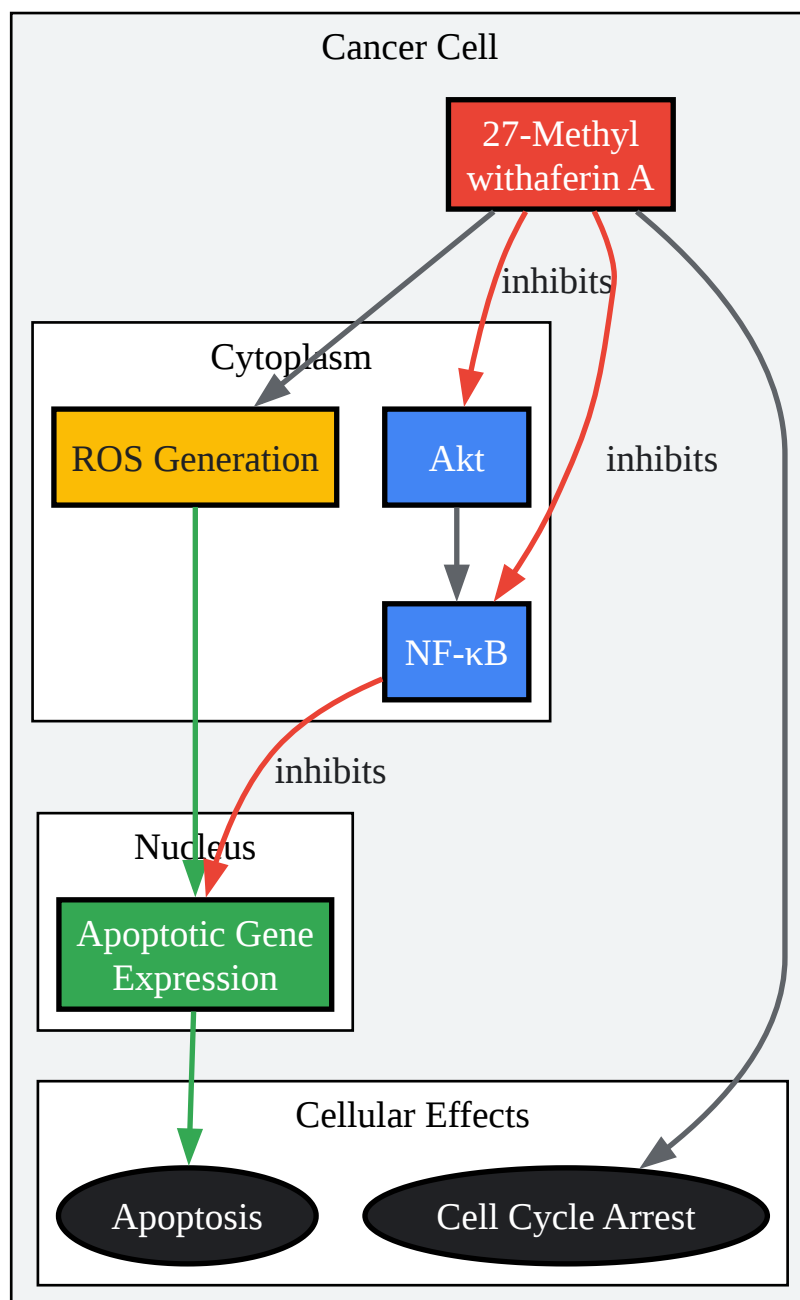 Cancer Cell
27-Methyl
withaferin A
inhibits
Cytoplasm
ROS Generation
Akt
inhibits
NF-κB
inhibits
Nucleus
Apoptotic Gene
Expression
Cellular Effects
Apoptosis
Cell Cycle Arrest